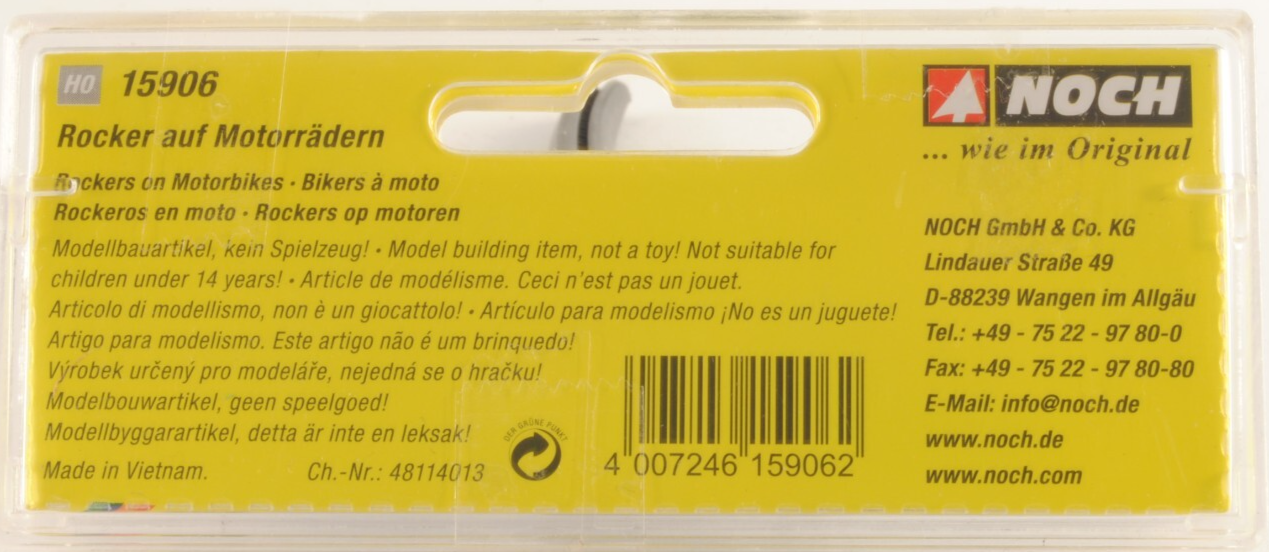 HO 15906
Rocker auf Motorrädern
Rockers on Motorbikes · Bikers à moto
Rockeros en moto · Rockers op motoren
Modellbauartikel, kein Spielzeug! · Model building item, not a toy! Not suitable for
children under 14 years! · Article de modélisme. Ceci n'est pas un jouet.
Articolo di modellismo, non è un giocattolo! · Artículo para modelismo ¡No es un juguete!
Artigo para modelismo. Este artigo não é um brinquedo!
Výrobek určený pro modeláře, nejedná se o hračku!
Modelbouwartikel, geen speelgoed!
Modellbyggarartikel, detta är inte en leksak!
Made in Vietnam. Ch.-Nr.: 48114013
DER GRÜNE PUNKT
4 007246 159062
NOCH
... wie im Original
NOCH GmbH & Co. KG
Lindauer Straße 49
D-88239 Wangen im Allgäu
Tel.: +49 - 75 22 - 97 80-0
Fax: +49 - 75 22 - 97 80-80
E-Mail: info@noch.de
www.noch.de
www.noch.com